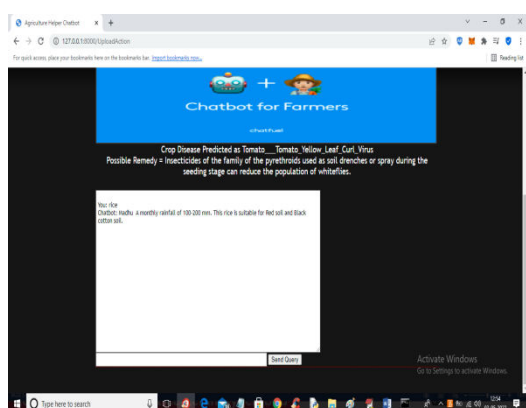 Agriculture Helper Chatbot
127.0.0.1:8000/UploadAction
For quick access, place your bookmarks here on the bookmarks bar. Import bookmarks now...
Reading list
Chatbot for Farmers
chatfuel
Crop Disease Predicted as Tomato___Tomato_Yellow_Leaf_Curl_Virus
Possible Remedy = Insecticides of the family of the pyrethroids used as soil drenches or spray during the
seeding stage can reduce the population of whiteflies.
You: rice
Chatbot: A monthly rainfall of 100-200 mm. This rice is suitable for Red soil and Black
cotton soil.
Send Query
Activate Windows
Go to Settings to activate Windows.
Type here to search
12:54